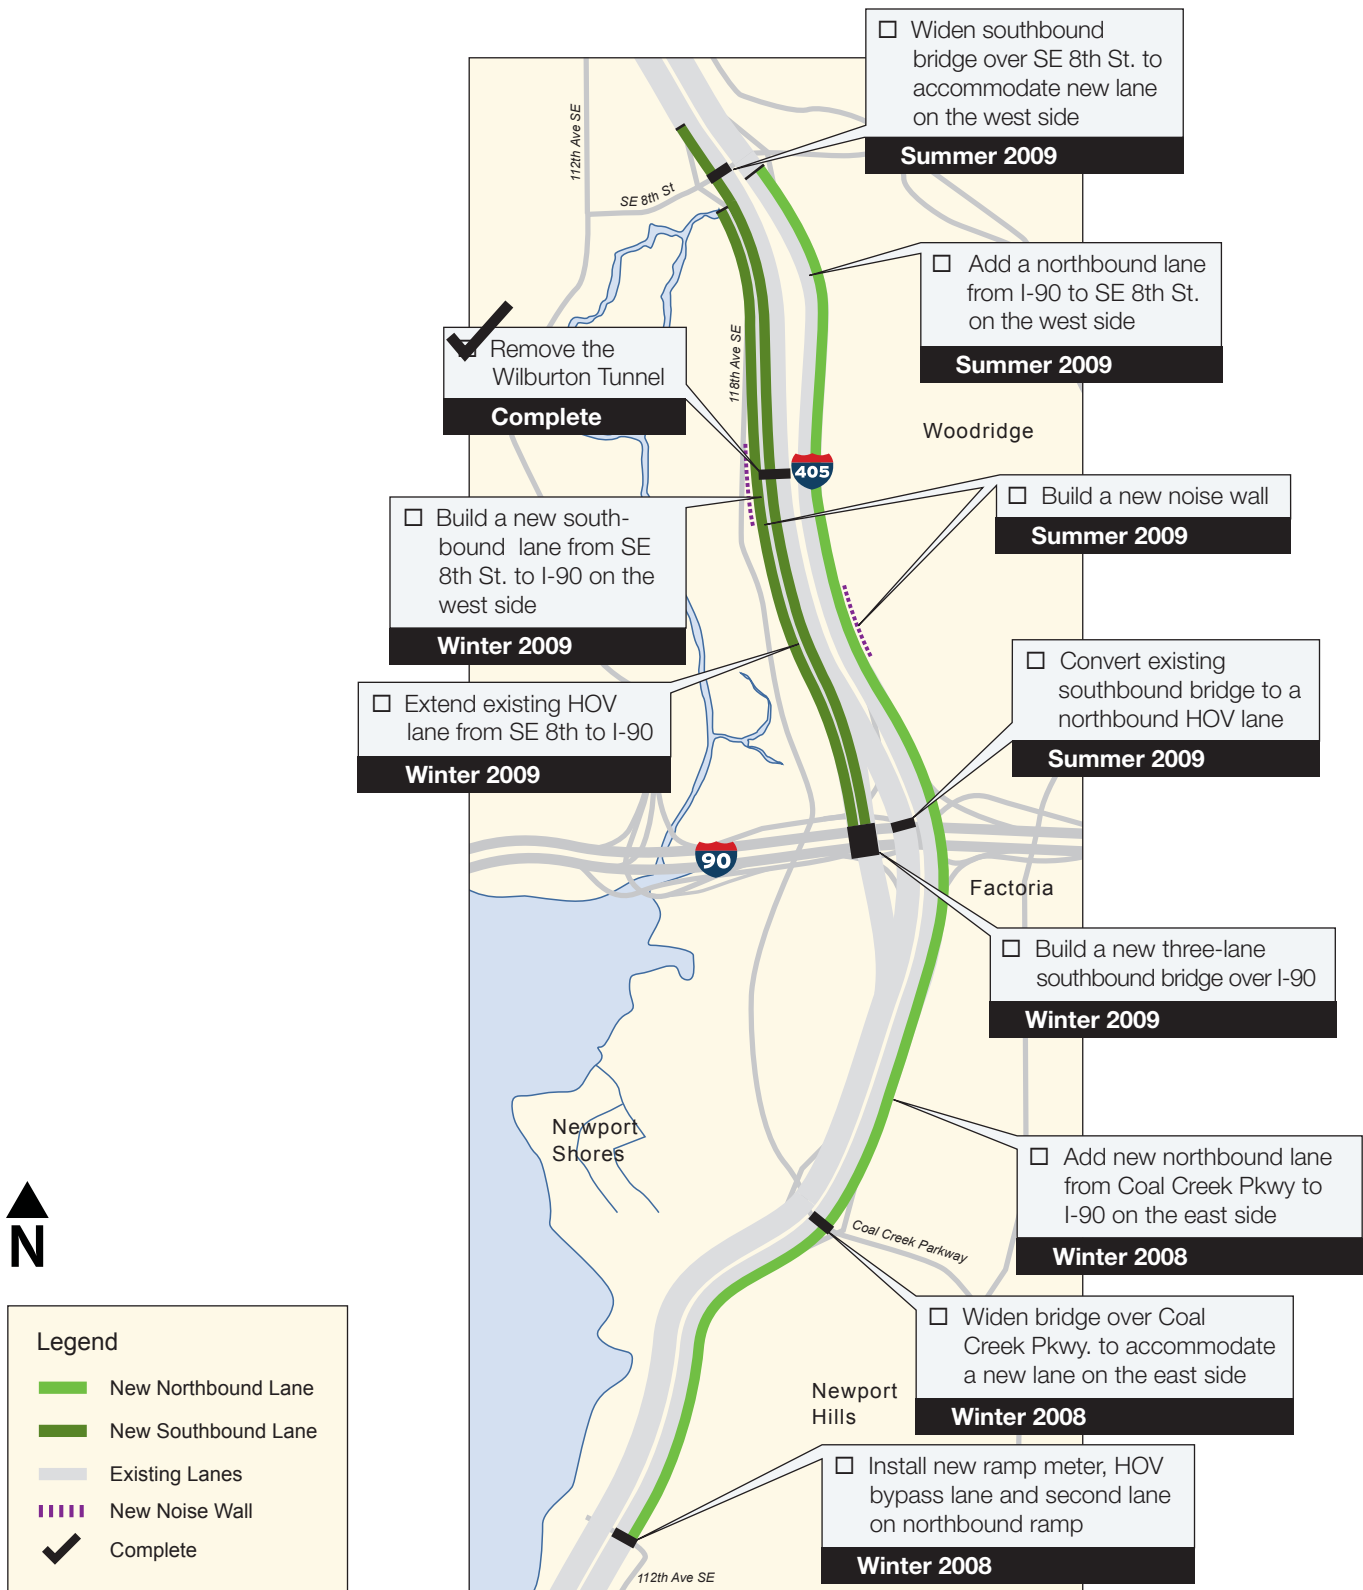 ☐ Widen southbound
bridge over SE 8th St. to
accommodate new lane
on the west side
Summer 2009
112th Ave SE
SE 8th St
☐ Add a northbound lane
from I-90 to SE 8th St.
on the west side
Summer 2009
Remove the
Wilburton Tunnel
Complete
118th Ave SE
Woodridge
405
☐ Build a new noise wall
Summer 2009
☐ Build a new south-
bound lane from SE
8th St. to I-90 on the
west side
Winter 2009
☐ Convert existing
southbound bridge to a
northbound HOV lane
Summer 2009
☐ Extend existing HOV
lane from SE 8th to I-90
Winter 2009
90
Factoria
☐ Build a new three-lane
southbound bridge over I-90
Winter 2009
Newport
Shores
☐ Add new northbound lane
from Coal Creek Pkwy to
I-90 on the east side
Winter 2008
Coal Creek Parkway
☐ Widen bridge over Coal
Creek Pkwy. to accommodate
a new lane on the east side
Winter 2008
Newport
Hills
☐ Install new ramp meter, HOV
bypass lane and second lane
on northbound ramp
Winter 2008
112th Ave SE
N
Legend
New Northbound Lane
New Southbound Lane
Existing Lanes
New Noise Wall
Complete